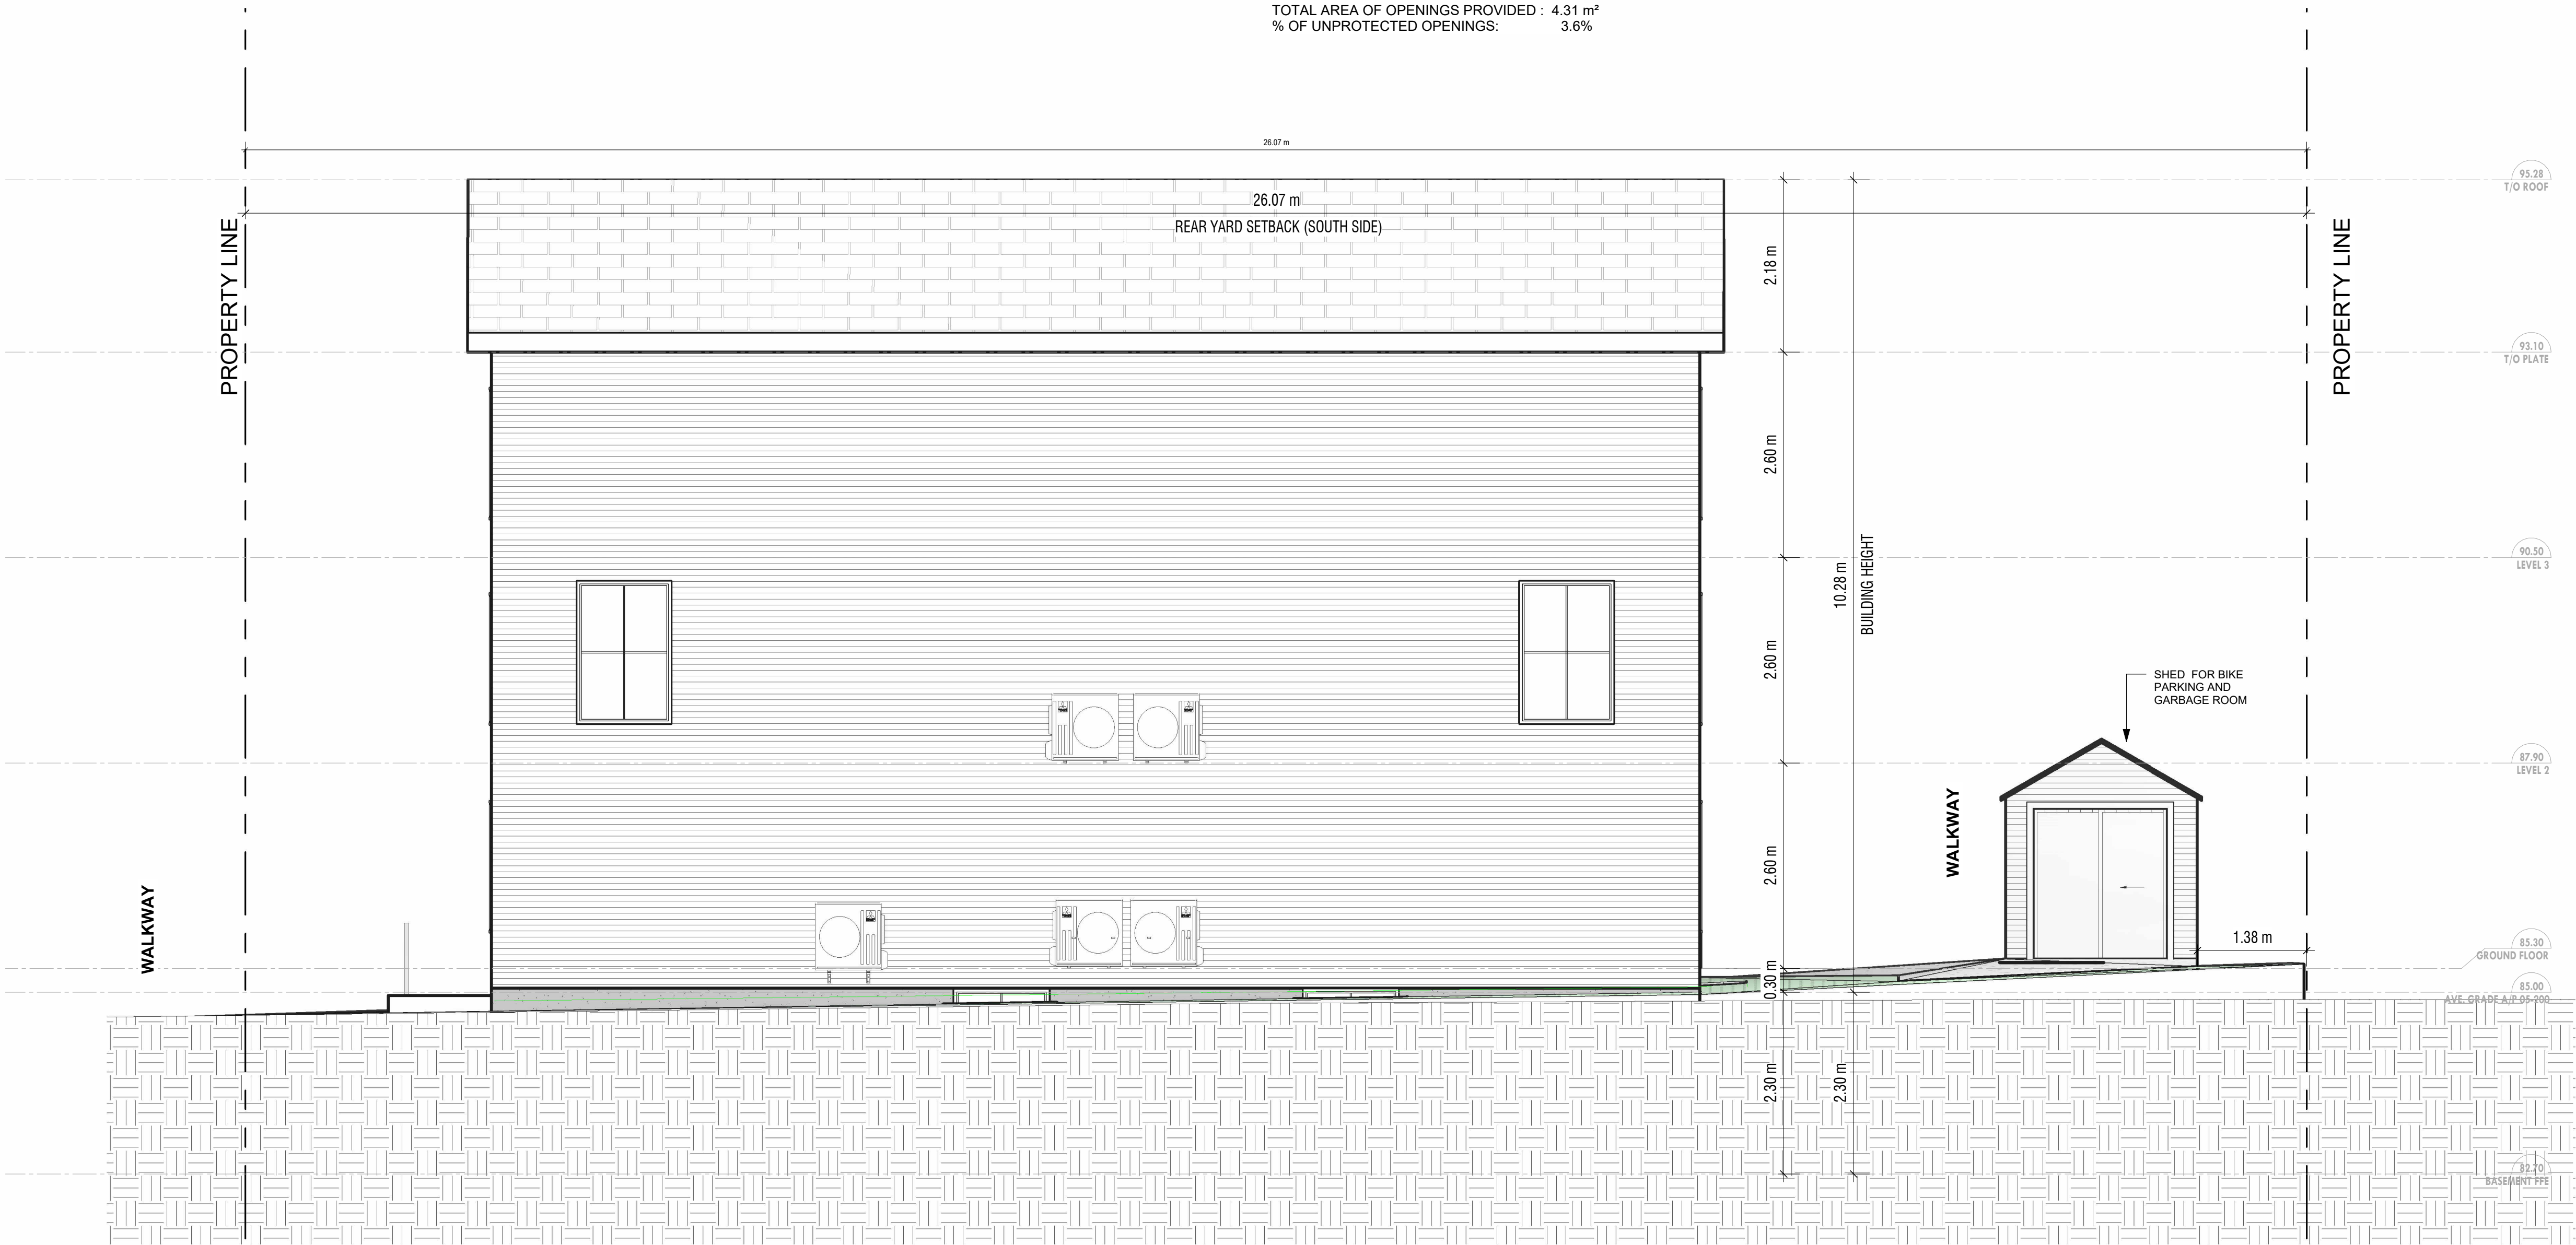 TOTAL AREA OF OPENINGS PROVIDED : 4.31 m²
% OF UNPROTECTED OPENINGS: 3.6%
26.07 m
95.28
T/O ROOF
26.07 m
REAR YARD SETBACK (SOUTH SIDE)
PROPERTY LINE
PROPERTY LINE
2.18 m
93.10
T/O PLATE
2.60 m
90.50
LEVEL 3
10.28 m
BUILDING HEIGHT
2.60 m
SHED FOR BIKE
PARKING AND
GARBAGE ROOM
87.90
LEVEL 2
WALKWAY
2.60 m
WALKWAY
1.38 m
85.30
GROUND FLOOR
0.30 m
85.00
AVE. GRADE A/P 05-200
2.30 m
2.30 m
82.70
BASEMENT FFE